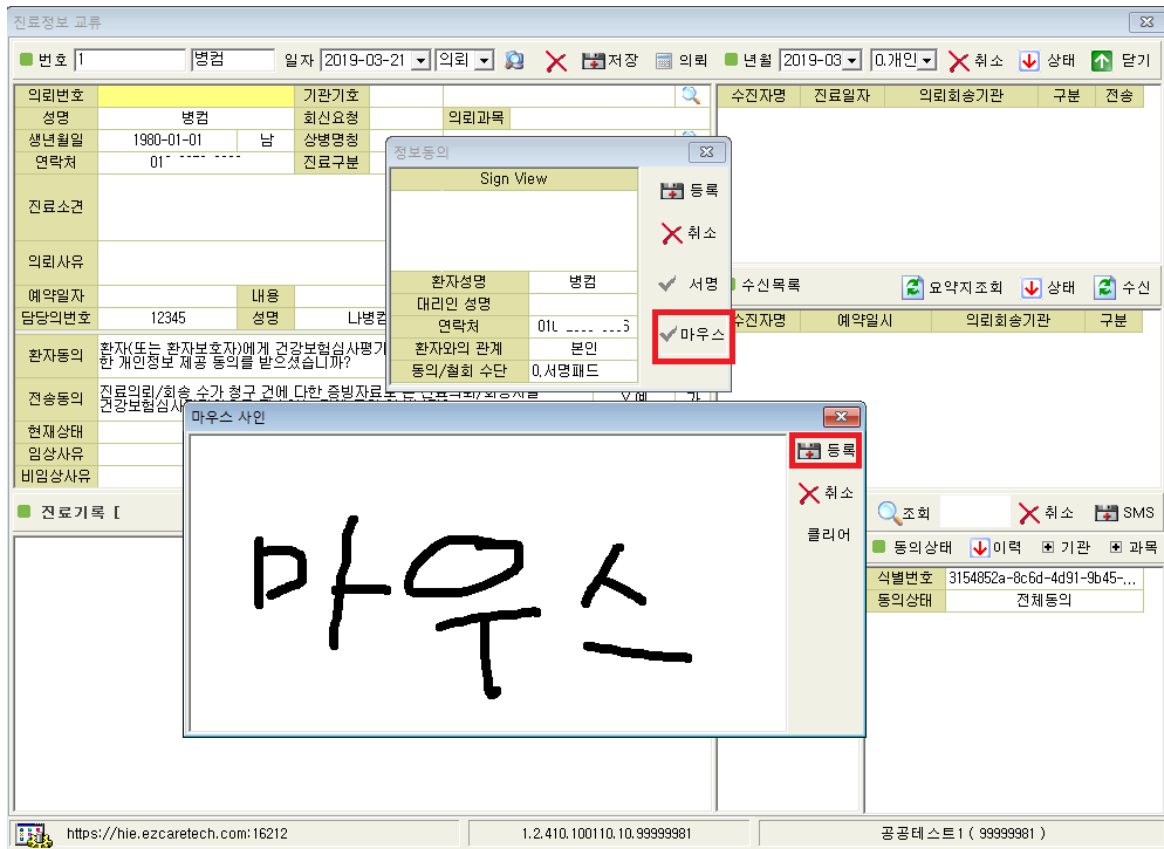 진료정보 교류
번호 1 병컴 일자 2019-03-21 의뢰 저장 의뢰 년월 2019-03 0.개인 취소 상태 닫기
의뢰번호 기관기호 수진자명 진료일자 의뢰회송기관 구분 전송
성명 병컴 회신요청 의뢰과목
생년월일 1980-01-01 남 상병명칭
연락처 01 진료구분
진료소견
의뢰사유
예약일자 내용
담당의번호 12345 성명 나병컴
환자동의 환자(또는 환자보호자)에게 건강보험심사평가
한 개인정보 제공 동의를 받으셨습니까?
전송동의 진료의뢰/회송 수가 청구 건에 다한 증빙자료로
건강보험심사
현재상태
임상사유
비임상사유
진료기록 [
정보동의
Sign View
등록
취소
서명
마우스
환자성명 병컴
대리인 성명
연락처 01
환자와의 관계 본인
동의/철회 수단 0.서명패드
수신목록 요약지조회 상태 수신
수진자명 예약일시 의뢰회송기관 구분
마우스 사인
등록
취소
클리어
마우스
조회 취소 SMS
동의상태 이력 기관 과목
식별번호 3154852a-8c6d-4d91-9b45-...
동의상태 전체동의
https://hie.ezcaretech.com:16212 1.2.410.100110.10.99999981 공공테스트1 ( 99999981 )